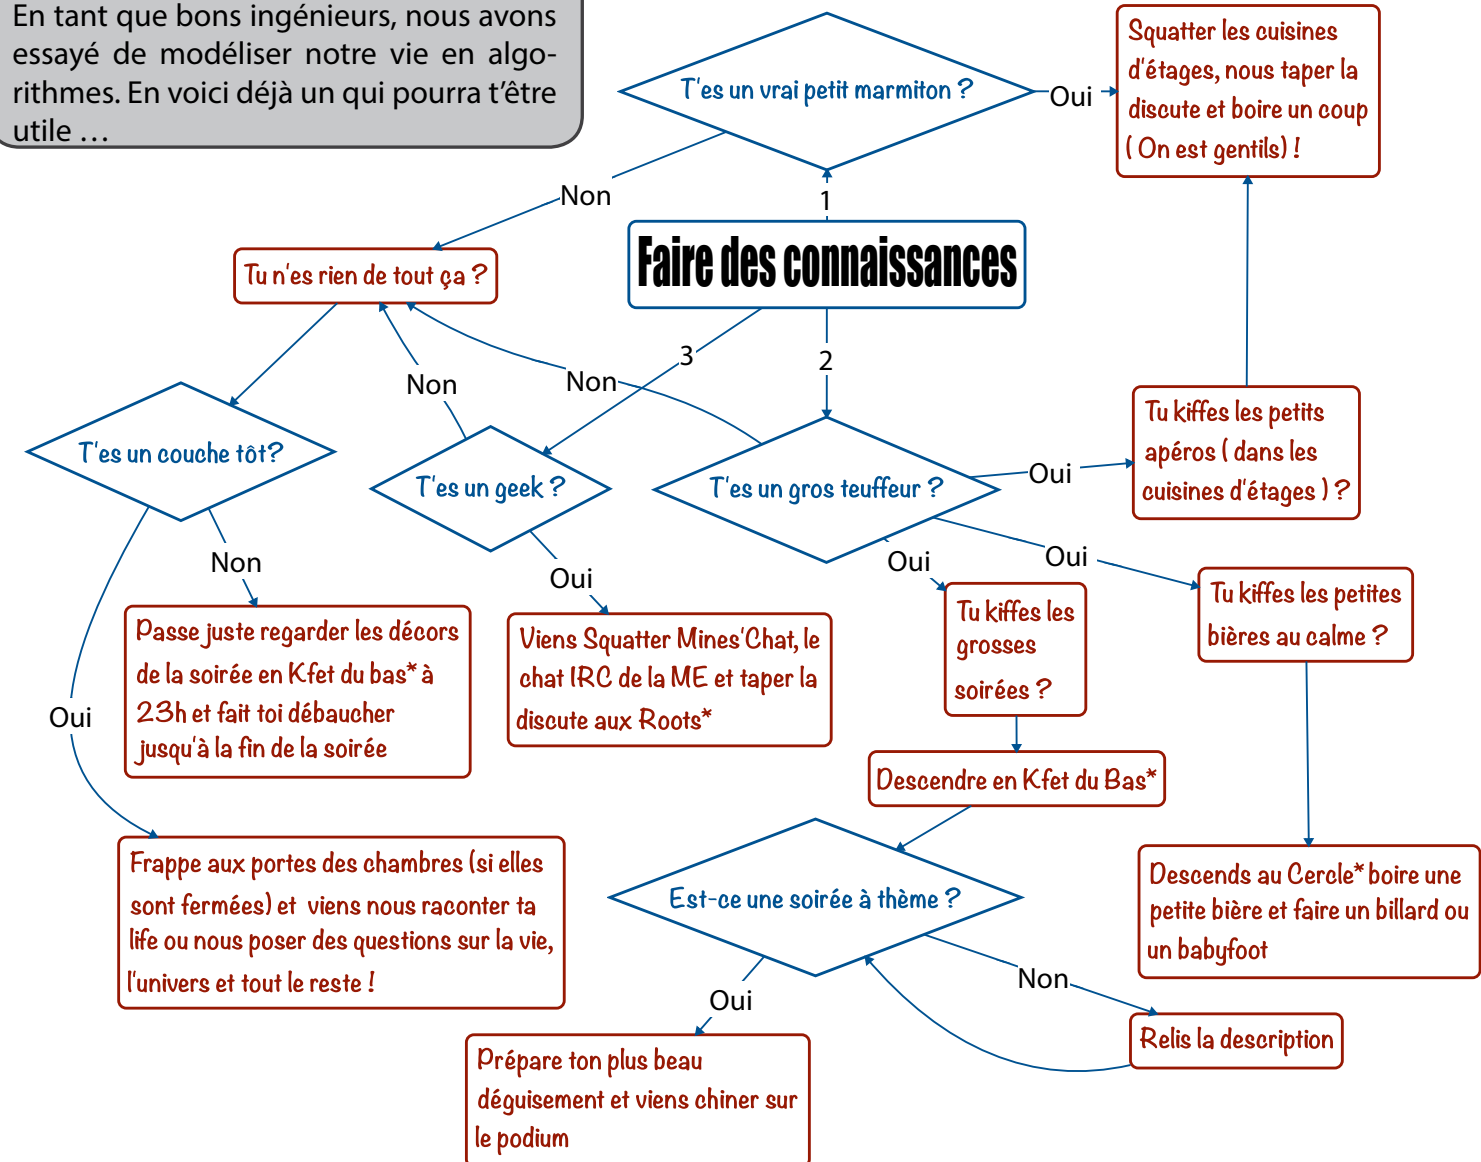 En tant que bons ingénieurs, nous avons
essayé de modéliser notre vie en algo-
rithmes. En voici déjà un qui pourra t'être
utile …
T'es un vrai petit marmiton ?
Oui
Squatter les cuisines
d'étages, nous taper la
discute et boire un coup
( On est gentils) !
Non
1
Faire des connaissances
Tu n'es rien de tout ça ?
3
2
Non
Non
T'es un couche tôt?
T'es un geek ?
T'es un gros teuffeur ?
Oui
Tu kiffes les petits
apéros ( dans les
cuisines d'étages ) ?
Non
Oui
Oui
Oui
Tu kiffes les
grosses
soirées ?
Tu kiffes les petites
bières au calme ?
Passe juste regarder les décors
de la soirée en Kfet du bas* à
23h et fait toi débaucher
jusqu'à la fin de la soirée
Viens Squatter Mines'Chat, le
chat IRC de la ME et taper la
discute aux Roots*
Oui
Descendre en Kfet du Bas*
Frappe aux portes des chambres (si elles
sont fermées) et viens nous raconter ta
life ou nous poser des questions sur la vie,
l'univers et tout le reste !
Est-ce une soirée à thème ?
Descends au Cercle* boire une
petite bière et faire un billard ou
un babyfoot
Oui
Non
Relis la description
Prépare ton plus beau
déguisement et viens chiner sur
le podium